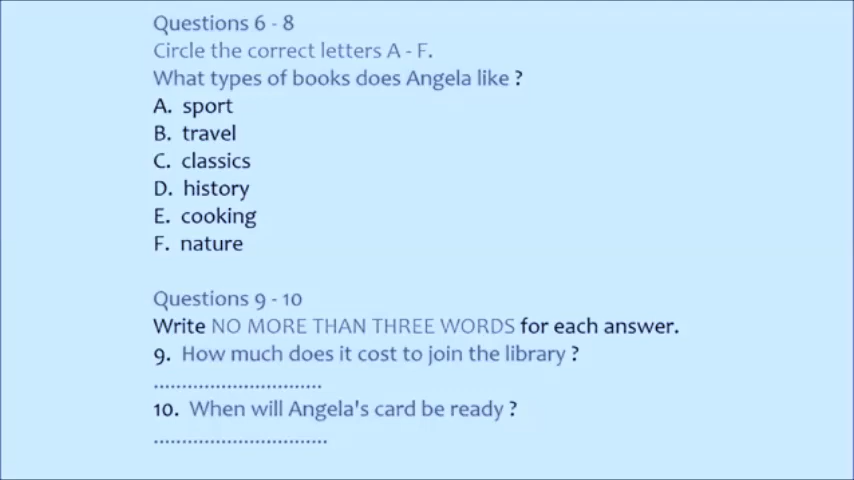 Questions 6 - 8
Circle the correct letters A - F.
What types of books does Angela like ?
A. sport
B. travel
C. classics
D. history
E. cooking
F. nature
Questions 9 - 10
Write NO MORE THAN THREE WORDS for each answer.
9. How much does it cost to join the library ?
..............................
10. When will Angela's card be ready ?
...............................